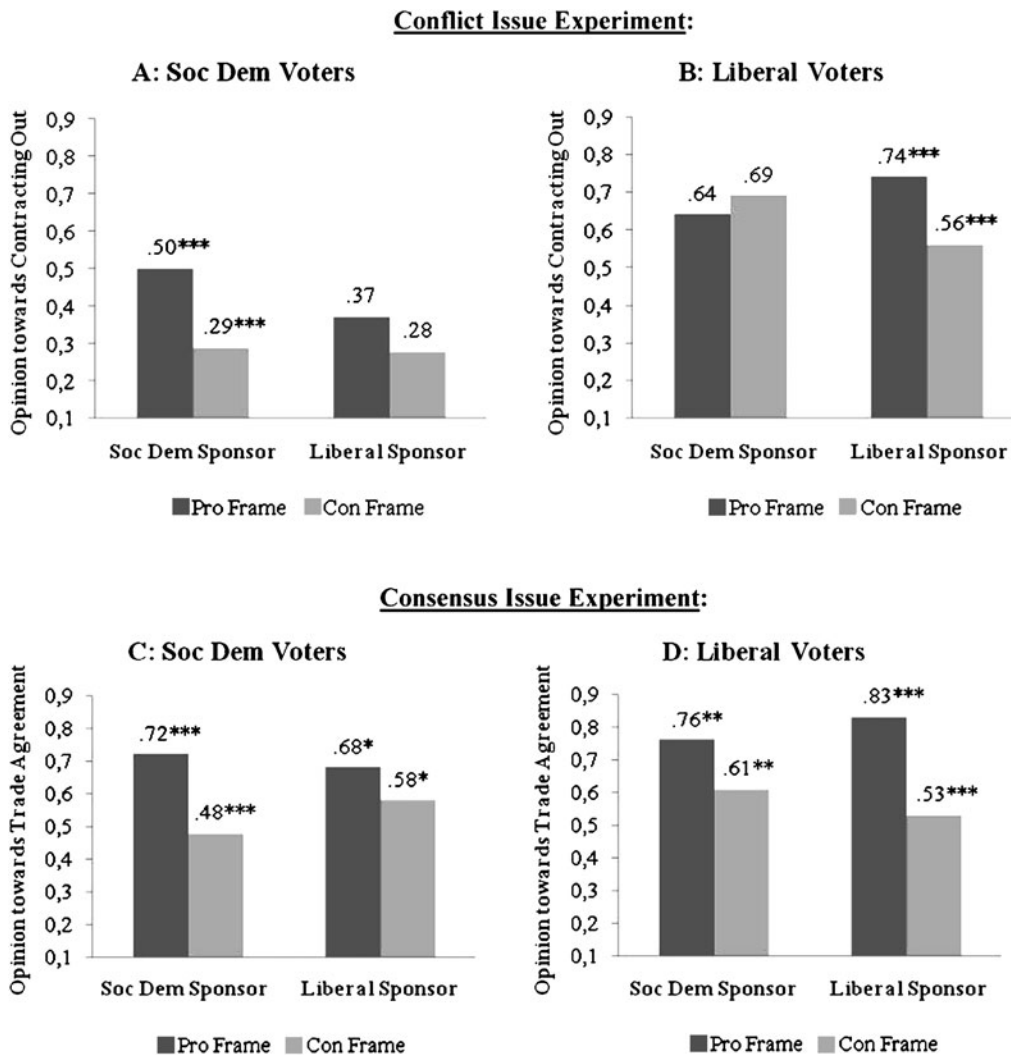 Conflict Issue Experiment:
A: Soc Dem Voters
Opinion towards Contracting Out
0,9
0,8
0,7
0,6
0,5
0,4
0,3
0,2
0,1
.50***
.29***
.37
.28
Soc Dem Sponsor Liberal Sponsor
Pro Frame Con Frame
B: Liberal Voters
Opinion towards Contracting Out
0,9
0,8
0,7
0,6
0,5
0,4
0,3
0,2
0,1
.64
.69
.74***
.56***
Soc Dem Sponsor Liberal Sponsor
Pro Frame Con Frame
Consensus Issue Experiment:
C: Soc Dem Voters
Opinion towards Trade Agreement
0,9
0,8
0,7
0,6
0,5
0,4
0,3
0,2
0,1
.72***
.48***
.68*
.58*
Soc Dem Sponsor Liberal Sponsor
Pro Frame Con Frame
D: Liberal Voters
Opinion towards Trade Agreement
0,9
0,8
0,7
0,6
0,5
0,4
0,3
0,2
0,1
.76**
.61**
.83***
.53***
Soc Dem Sponsor Liberal Sponsor
Pro Frame Con Frame